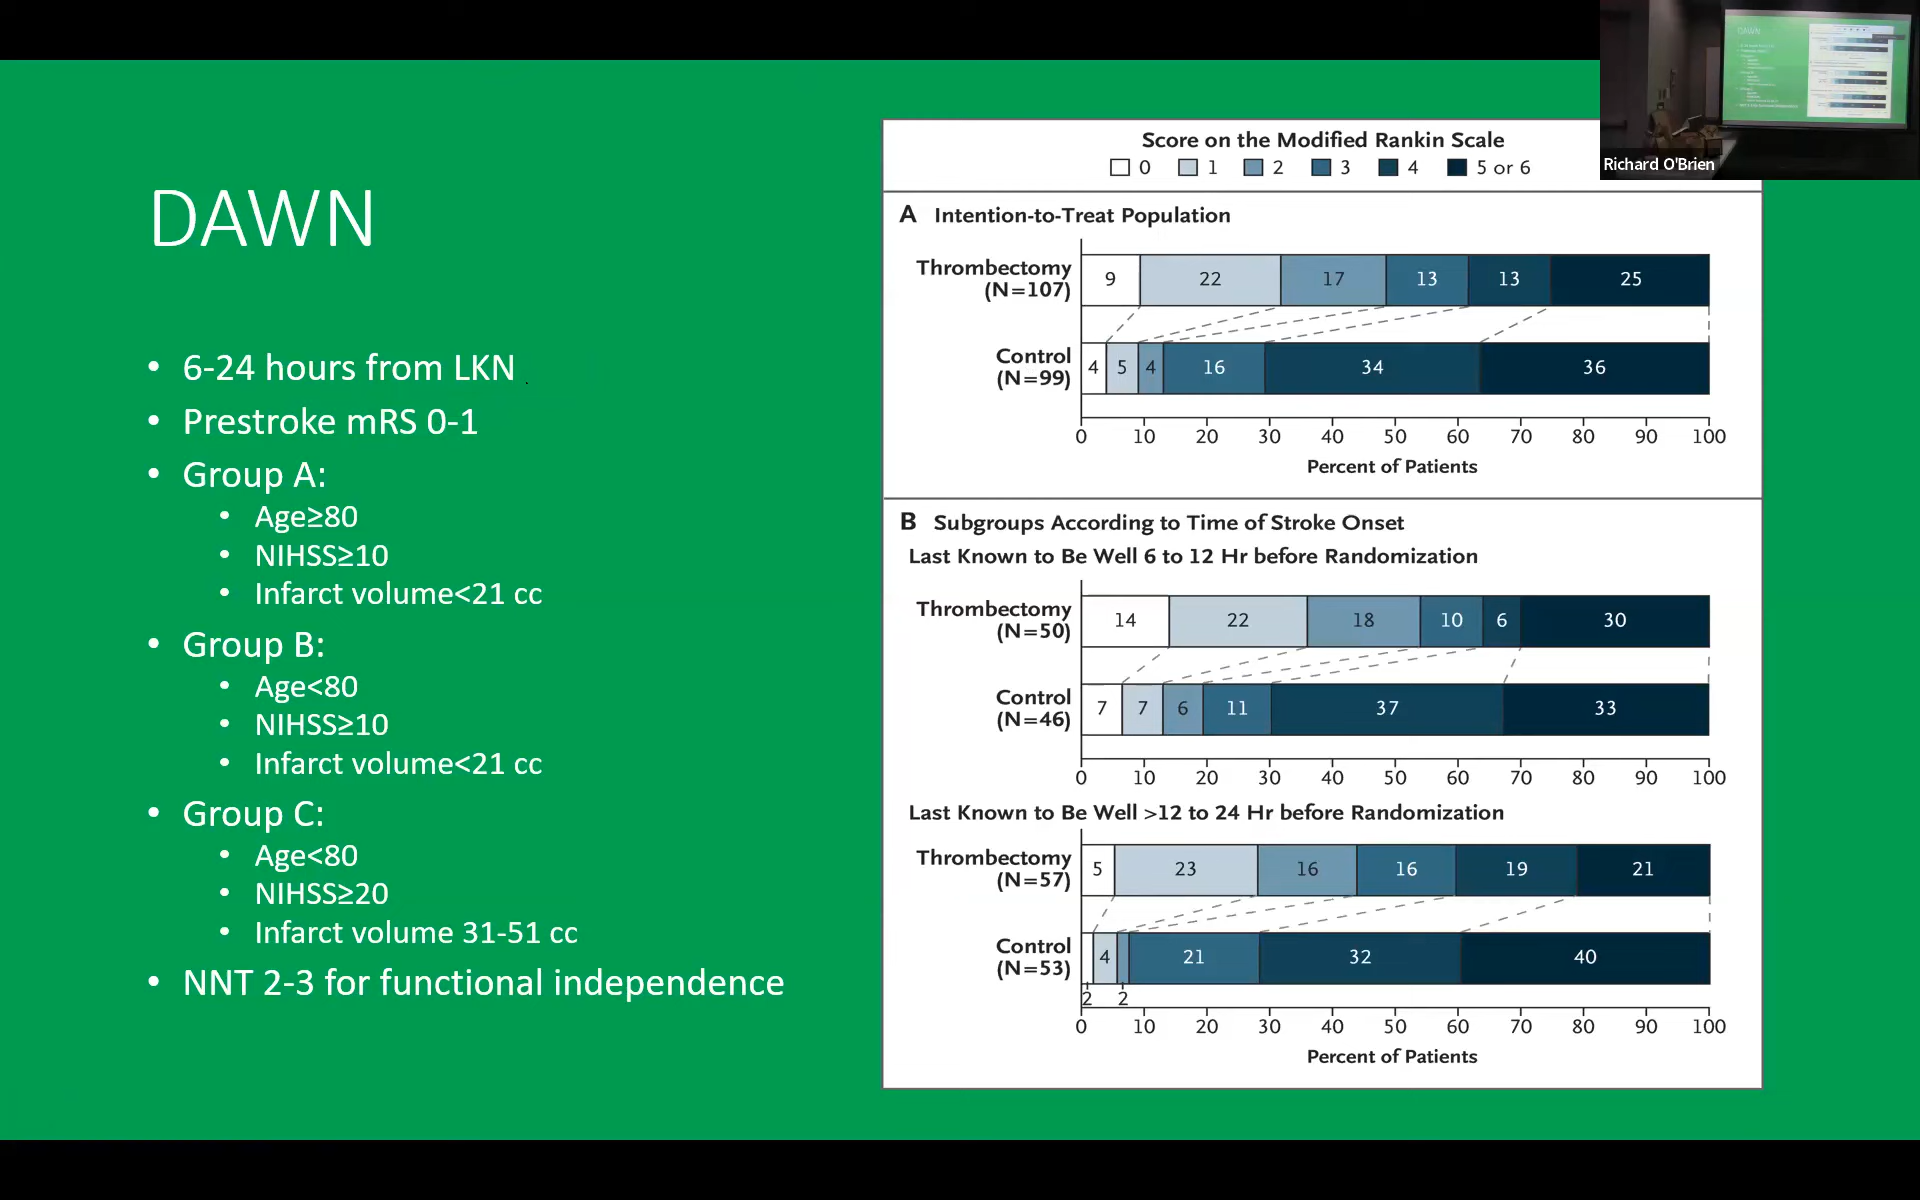 DAWN
• 6-24 hours from LKN
• Prestroke mRS 0-1
• Group A:
• Age≥80
• NIHSS≥10
• Infarct volume<21 cc
• Group B:
• Age<80
• NIHSS≥10
• Infarct volume<21 cc
• Group C:
• Age<80
• NIHSS≥20
• Infarct volume 31-51 cc
• NNT 2-3 for functional independence
Score on the Modified Rankin Scale
0 1 2 3 4 5 or 6
A Intention-to-Treat Population
Thrombectomy
(N=107)
9 22 17 13 13 25
Control
(N=99)
4 5 4 16 34 36
0 10 20 30 40 50 60 70 80 90 100
Percent of Patients
B Subgroups According to Time of Stroke Onset
Last Known to Be Well 6 to 12 Hr before Randomization
Thrombectomy
(N=50)
14 22 18 10 6 30
Control
(N=46)
7 7 6 11 37 33
0 10 20 30 40 50 60 70 80 90 100
Last Known to Be Well >12 to 24 Hr before Randomization
Thrombectomy
(N=57)
5 23 16 16 19 21
Control
(N=53)
4 21 32 40
2 2
0 10 20 30 40 50 60 70 80 90 100
Percent of Patients
Richard O'Brien
DAWN